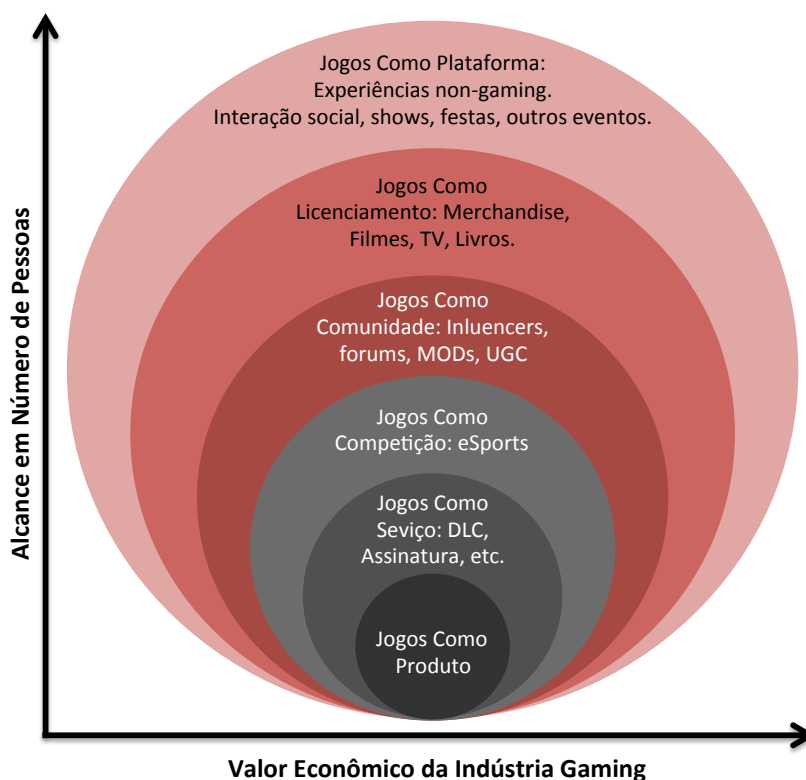 Jogos Como Plataforma:
Experiências non-gaming.
Interação social, shows, festas, outros eventos.
Jogos Como
Licenciamento: Merchandise,
Filmes, TV, Livros.
Jogos Como
Comunidade: Inluencers,
forums, MODs, UGC
Jogos Como
Competição: eSports
Jogos Como
Seviço: DLC,
Assinatura, etc.
Jogos Como
Produto
Alcance em Número de Pessoas
Valor Econômico da Indústria Gaming